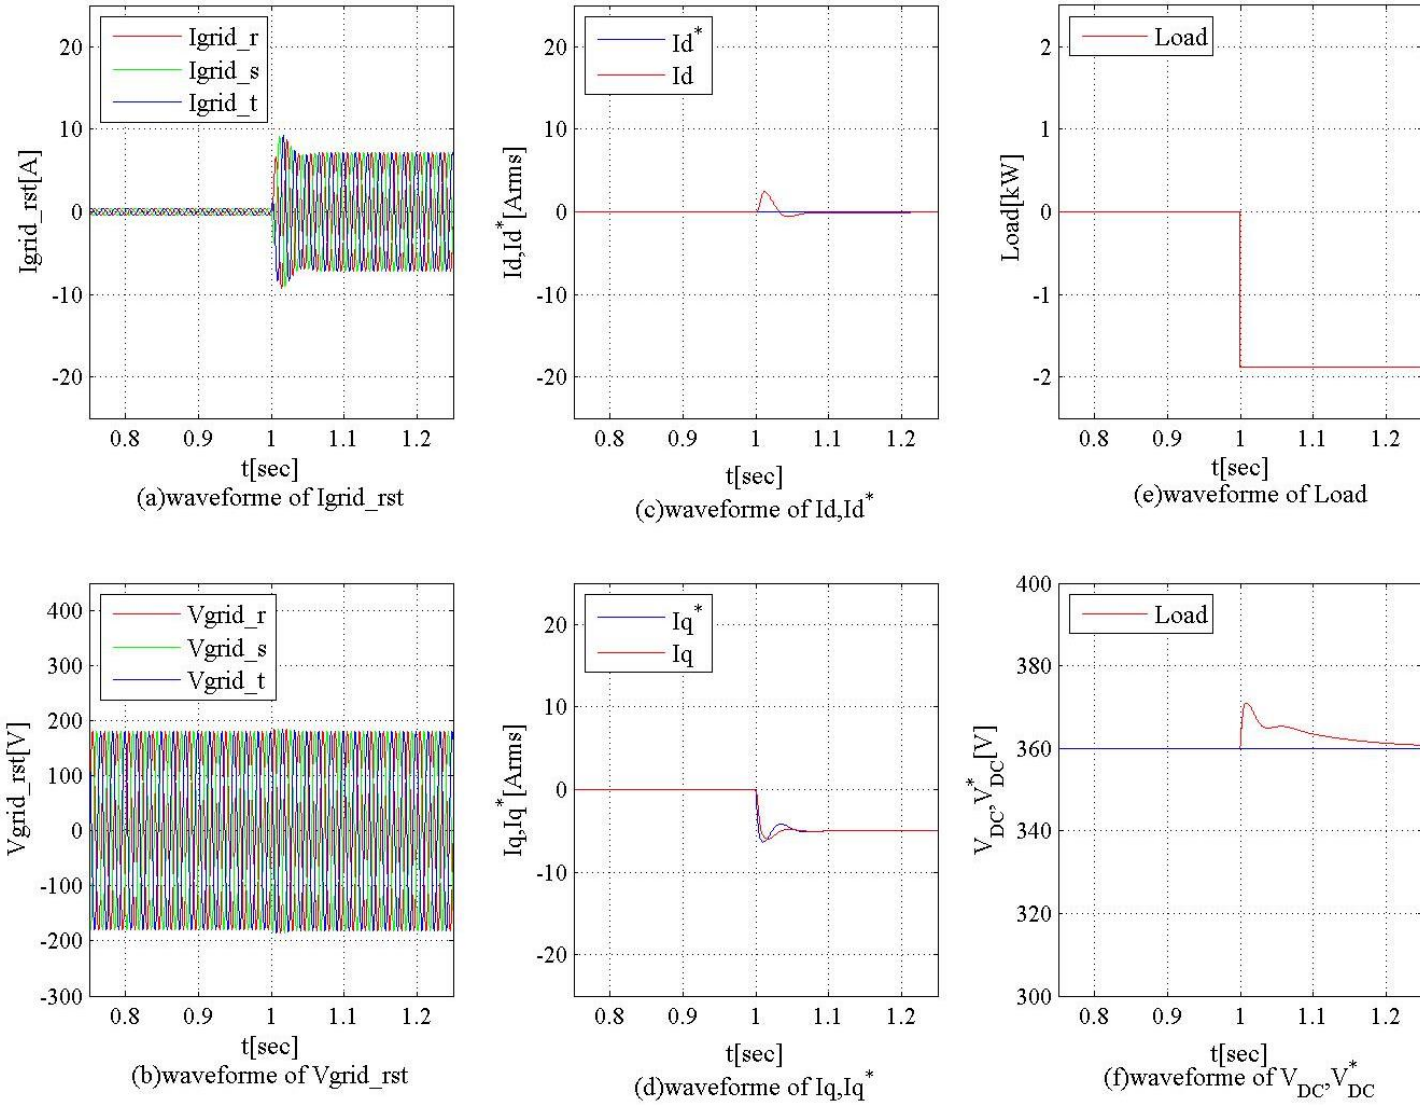 Igrid_r
Igrid_s
Igrid_t
20
10
0
-10
-20
Igrid_rst[A]
0.8 0.9 1 1.1 1.2
t[sec]
(a)waveforme of Igrid_rst
Id*
Id
20
10
0
-10
-20
Id,Id*[Arms]
0.8 0.9 1 1.1 1.2
t[sec]
(c)waveforme of Id,Id*
Load
2
1
0
-1
-2
Load[kW]
0.8 0.9 1 1.1 1.2
t[sec]
(e)waveforme of Load
Vgrid_r
Vgrid_s
Vgrid_t
400
300
200
100
0
-100
-200
-300
Vgrid_rst[V]
0.8 0.9 1 1.1 1.2
t[sec]
(b)waveforme of Vgrid_rst
Iq*
Iq
20
10
0
-10
-20
Iq,Iq*[Arms]
0.8 0.9 1 1.1 1.2
t[sec]
(d)waveforme of Iq,Iq*
Load
400
380
360
340
320
300
V_DC,V*_DC[V]
0.8 0.9 1 1.1 1.2
t[sec]
(f)waveforme of V_DC,V*_DC